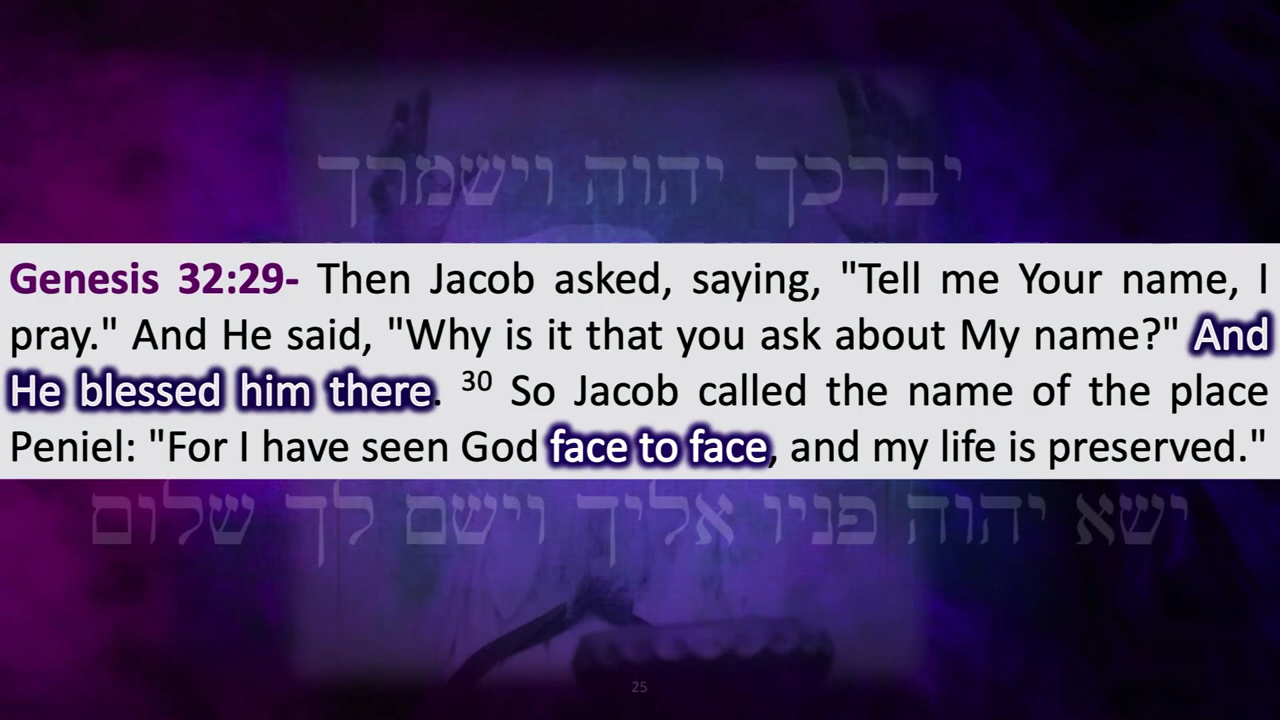 יברכך יהוה וישמרך
Genesis 32:29- Then Jacob asked, saying, "Tell me Your name, I
pray." And He said, "Why is it that you ask about My name?" And
He blessed him there. ³⁰ So Jacob called the name of the place
Peniel: "For I have seen God face to face, and my life is preserved."
ישא יהוה פניו אליך וישם לך שלום
25